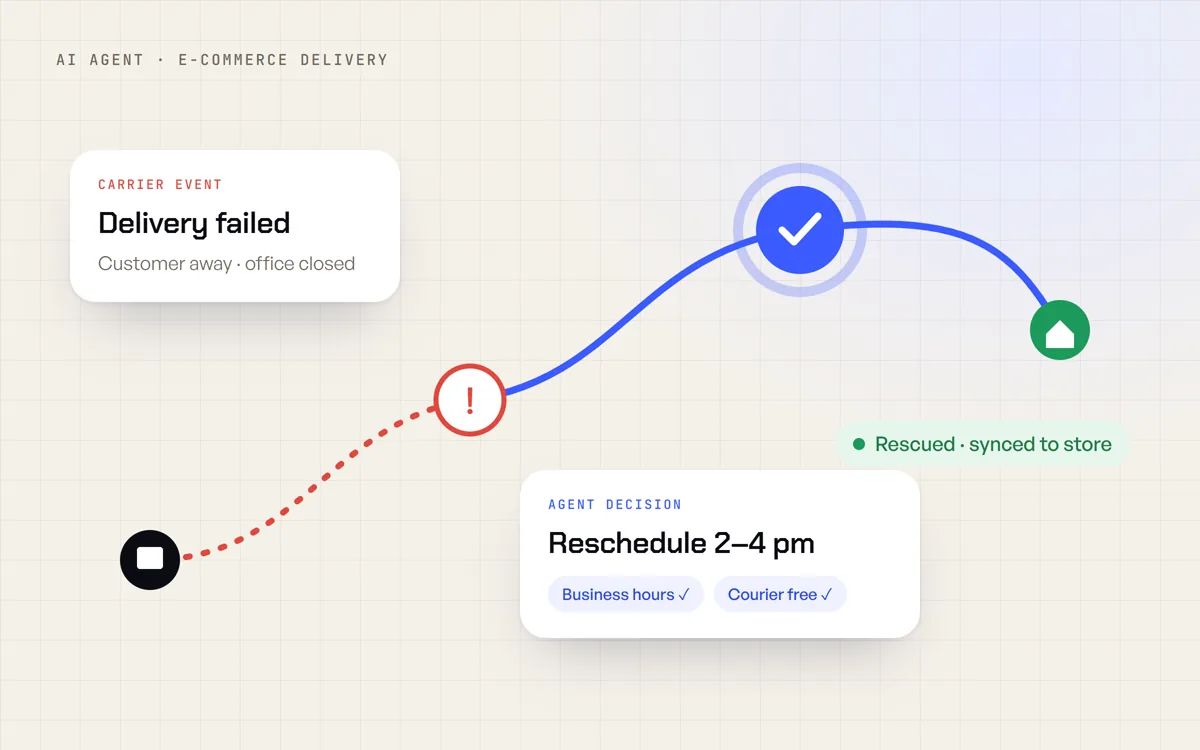 AI AGENT · E-COMMERCE DELIVERY
CARRIER EVENT
Delivery failed
Customer away · office closed
!
Rescued · synced to store
AGENT DECISION
Reschedule 2–4 pm
Business hours ✓
Courier free ✓